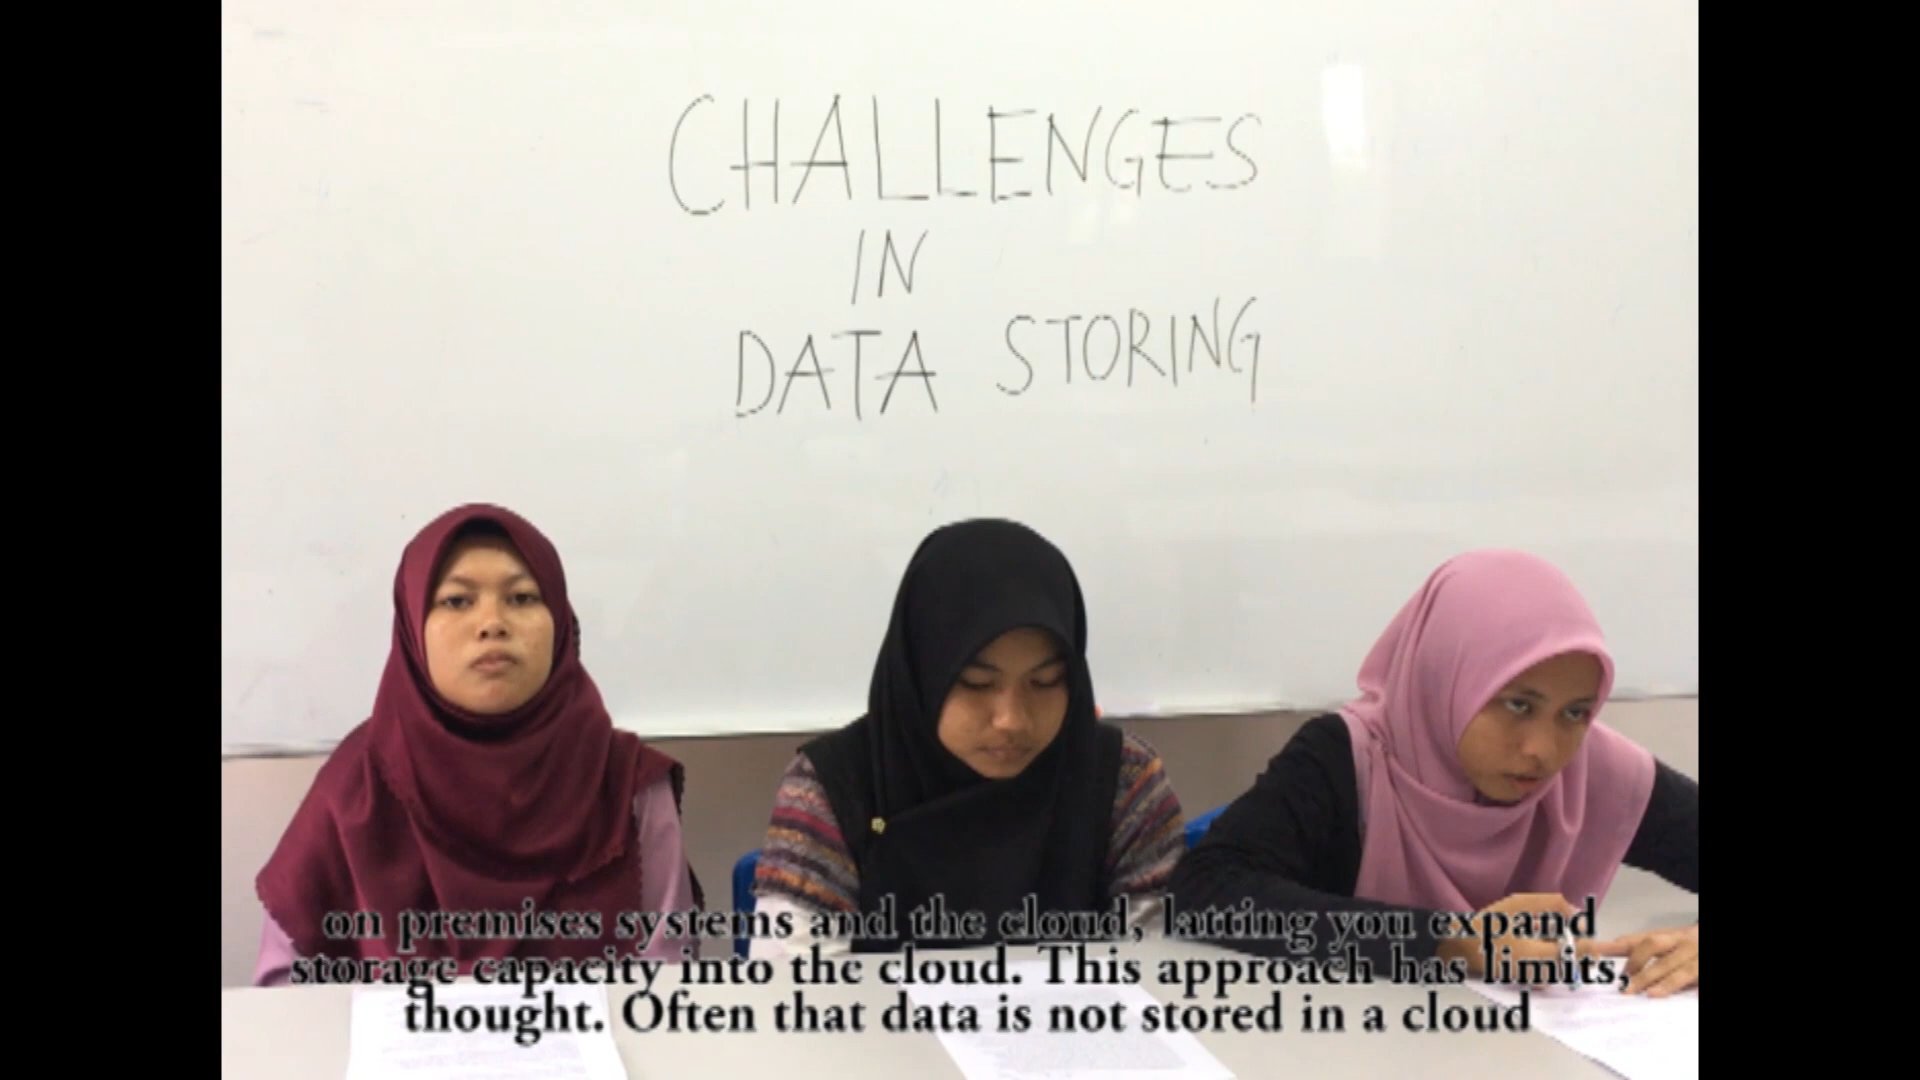 CHALLENGES
IN
DATA STORING
on premises systems and the cloud, latting you expand
storage capacity into the cloud. This approach has limits,
thought. Often that data is not stored in a cloud